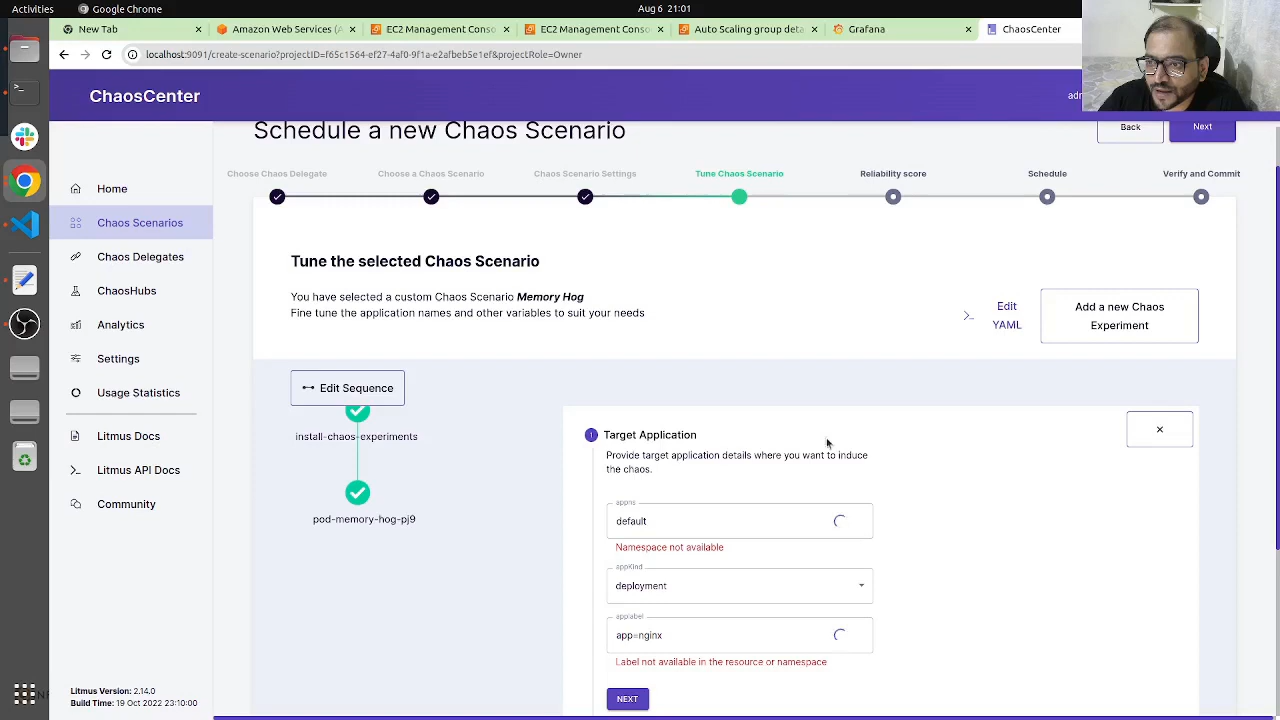 Activities
Google Chrome
Aug 6 21:01
New Tab
Amazon Web Services (A
EC2 Management Conso
EC2 Management Conso
Auto Scaling group deta
Grafana
ChaosCenter
localhost:9091/create-scenario?projectID=f65c1564-ef27-4af0-9f1a-e2afbeb5e1ef&projectRole=Owner
ChaosCenter
Schedule a new Chaos Scenario
Back
Next
Choose Chaos Delegate
Choose a Chaos Scenario
Chaos Scenario Settings
Tune Chaos Scenario
Reliability score
Schedule
Verify and Commit
Home
Chaos Scenarios
Chaos Delegates
ChaosHubs
Analytics
Settings
Usage Statistics
Litmus Docs
Litmus API Docs
Community
Litmus Version: 2.14.0
Build Time: 19 Oct 2022 23:10:00
Tune the selected Chaos Scenario
You have selected a custom Chaos Scenario Memory Hog
Fine tune the application names and other variables to suit your needs
Edit
YAML
Add a new Chaos
Experiment
Edit Sequence
install-chaos-experiments
pod-memory-hog-pj9
1 Target Application
Provide target application details where you want to induce
the chaos.
appns
default
Namespace not available
appKind
deployment
applabel
app=nginx
Label not available in the resource or namespace
NEXT